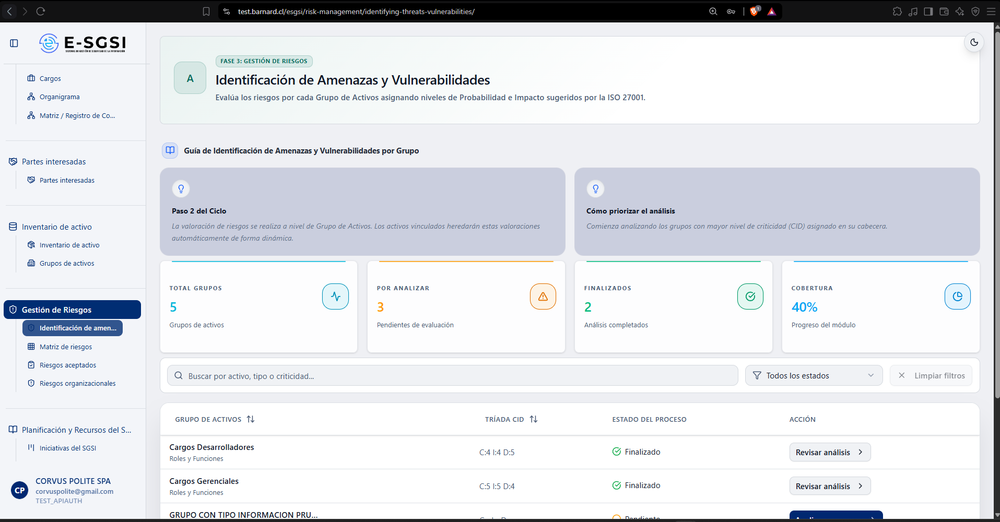 test.barnard.cl/esgsi/risk-management/identifying-threats-vulnerabilities/
1
E-SGSI
SISTEMAS DE GESTIÓN DE SEGURIDAD DE LA INFORMACIÓN
Cargos
Organigrama
Matriz / Registro de Co...
Partes interesadas
Partes interesadas
Inventario de activo
Inventario de activo
Grupos de activos
Gestión de Riesgos
Identificación de amen...
Matriz de riesgos
Riesgos aceptados
Riesgos organizacionales
Planificación y Recursos del S...
Iniciativas del SGSI
CP
CORVUS POLITE SPA
corvuspolite@gmail.com
TEST_APIAUTH
A
FASE 3: GESTIÓN DE RIESGOS
Identificación de Amenazas y Vulnerabilidades
Evalúa los riesgos por cada Grupo de Activos asignando niveles de Probabilidad e Impacto sugeridos por la ISO 27001.
Guía de Identificación de Amenazas y Vulnerabilidades por Grupo
Paso 2 del Ciclo
La valoración de riesgos se realiza a nivel de Grupo de Activos. Los activos vinculados heredarán estas valoraciones
automáticamente de forma dinámica.
Cómo priorizar el análisis
Comienza analizando los grupos con mayor nivel de criticidad (CID) asignado en su cabecera.
TOTAL GRUPOS
5
Grupos de activos
POR ANALIZAR
3
Pendientes de evaluación
FINALIZADOS
2
Análisis completados
COBERTURA
40%
Progreso del módulo
Buscar por activo, tipo o criticidad...
Todos los estados
Limpiar filtros
GRUPO DE ACTIVOS TRÍADA CID ESTADO DEL PROCESO ACCIÓN
Cargos Desarrolladores
Roles y Funciones
C:4 I:4 D:5
Finalizado
Revisar análisis
Cargos Gerenciales
Roles y Funciones
C:5 I:5 D:4
Finalizado
Revisar análisis
GRUPO CON TIPO INFORMACION PRU...
Pendiente